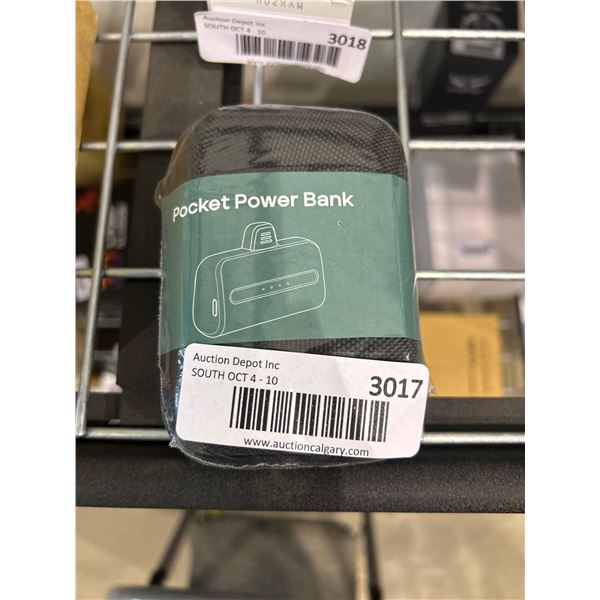 Auction Depot Inc
SOUTH OCT 4 - 10
3018
Pocket Power Bank
Auction Depot Inc
SOUTH OCT 4 - 10
3017
www.auctioncalgary.com